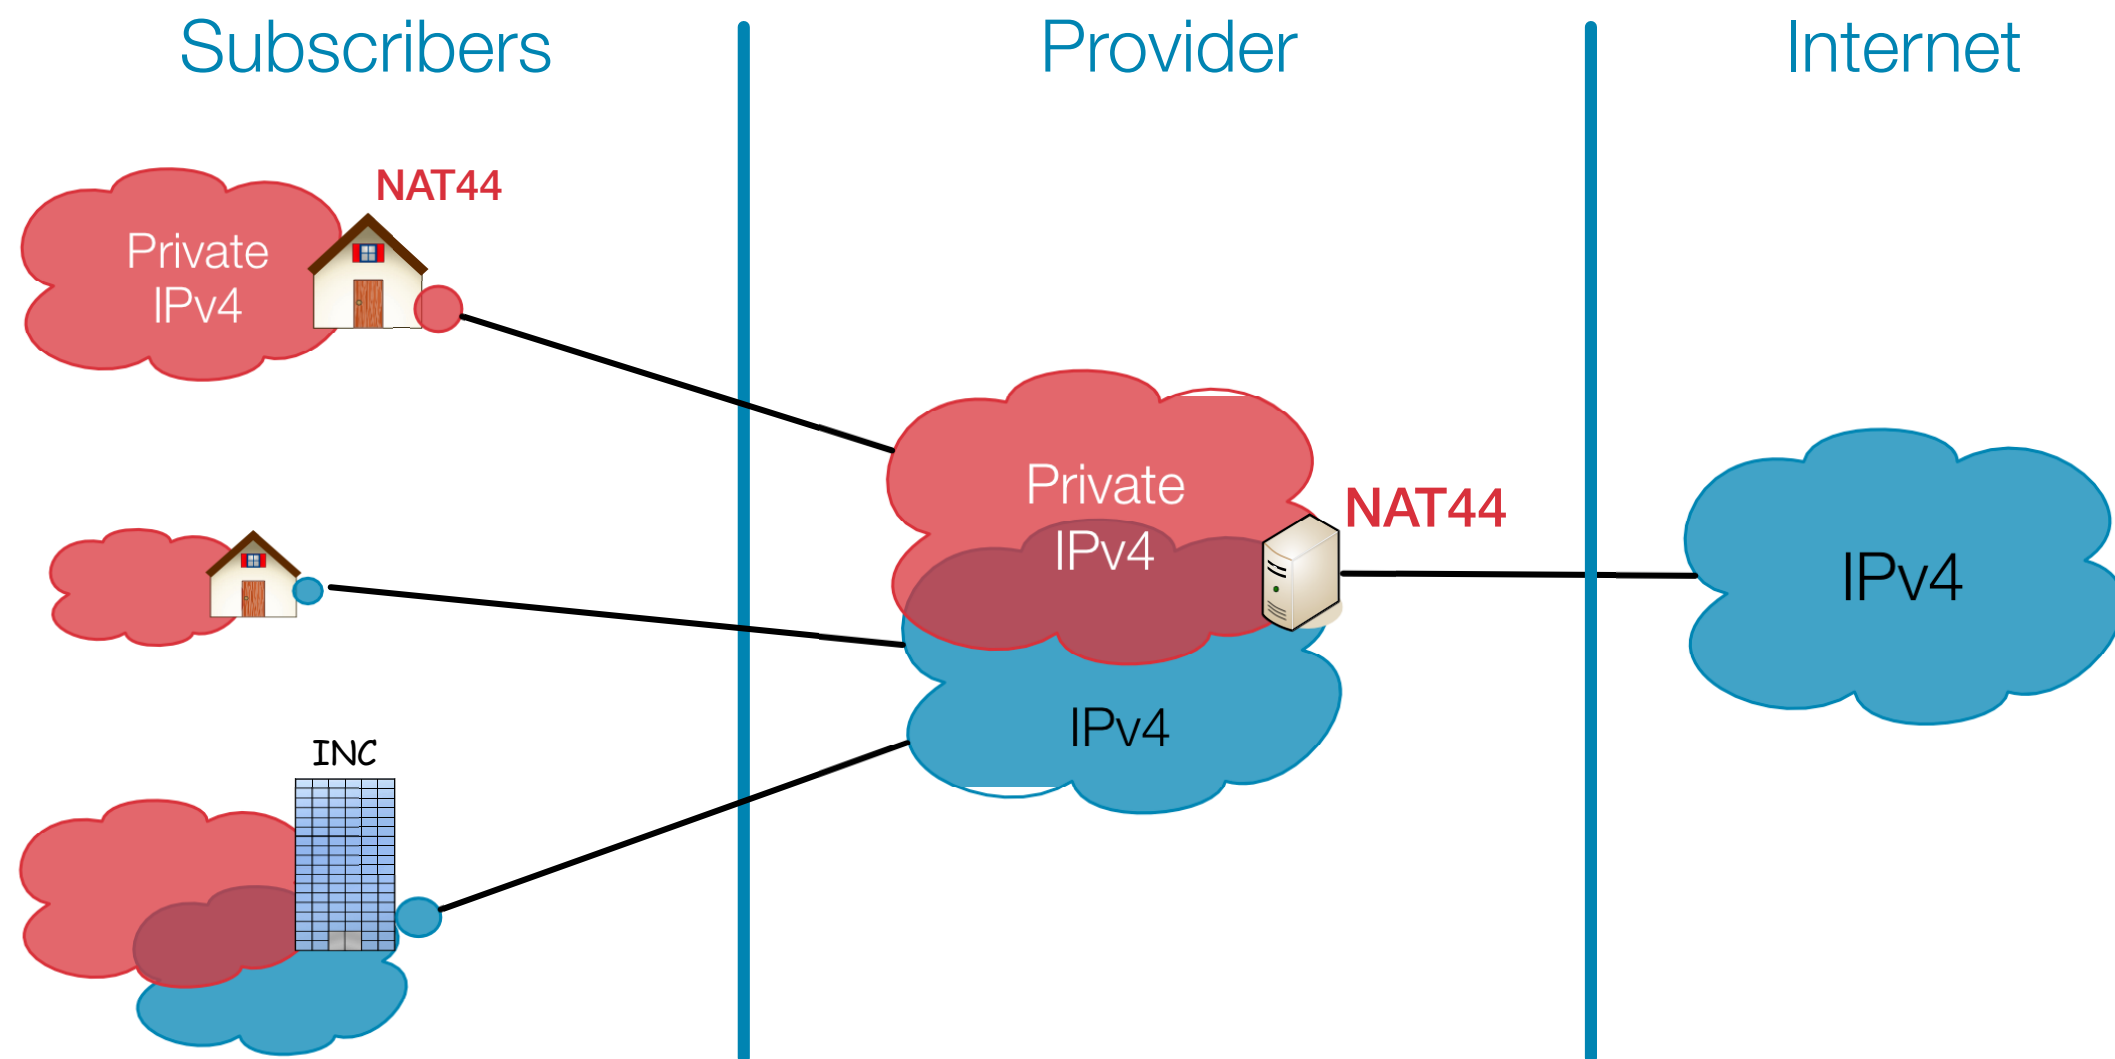 Subscribers
Provider
Internet
NAT44
Private
IPv4
Private
IPv4
NAT44
IPv4
IPv4
INC